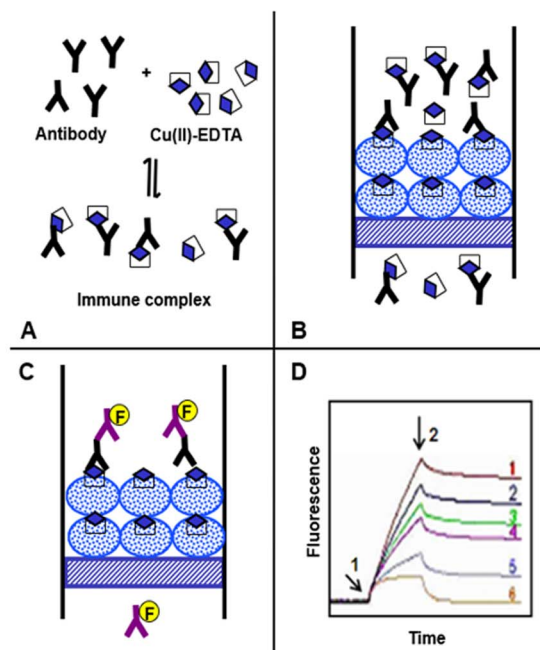 +
Antibody Cu(II)-EDTA
Immune complex
A
B
C
F F
F
D
Fluorescence
2
1
1
2
3
4
5
6
Time